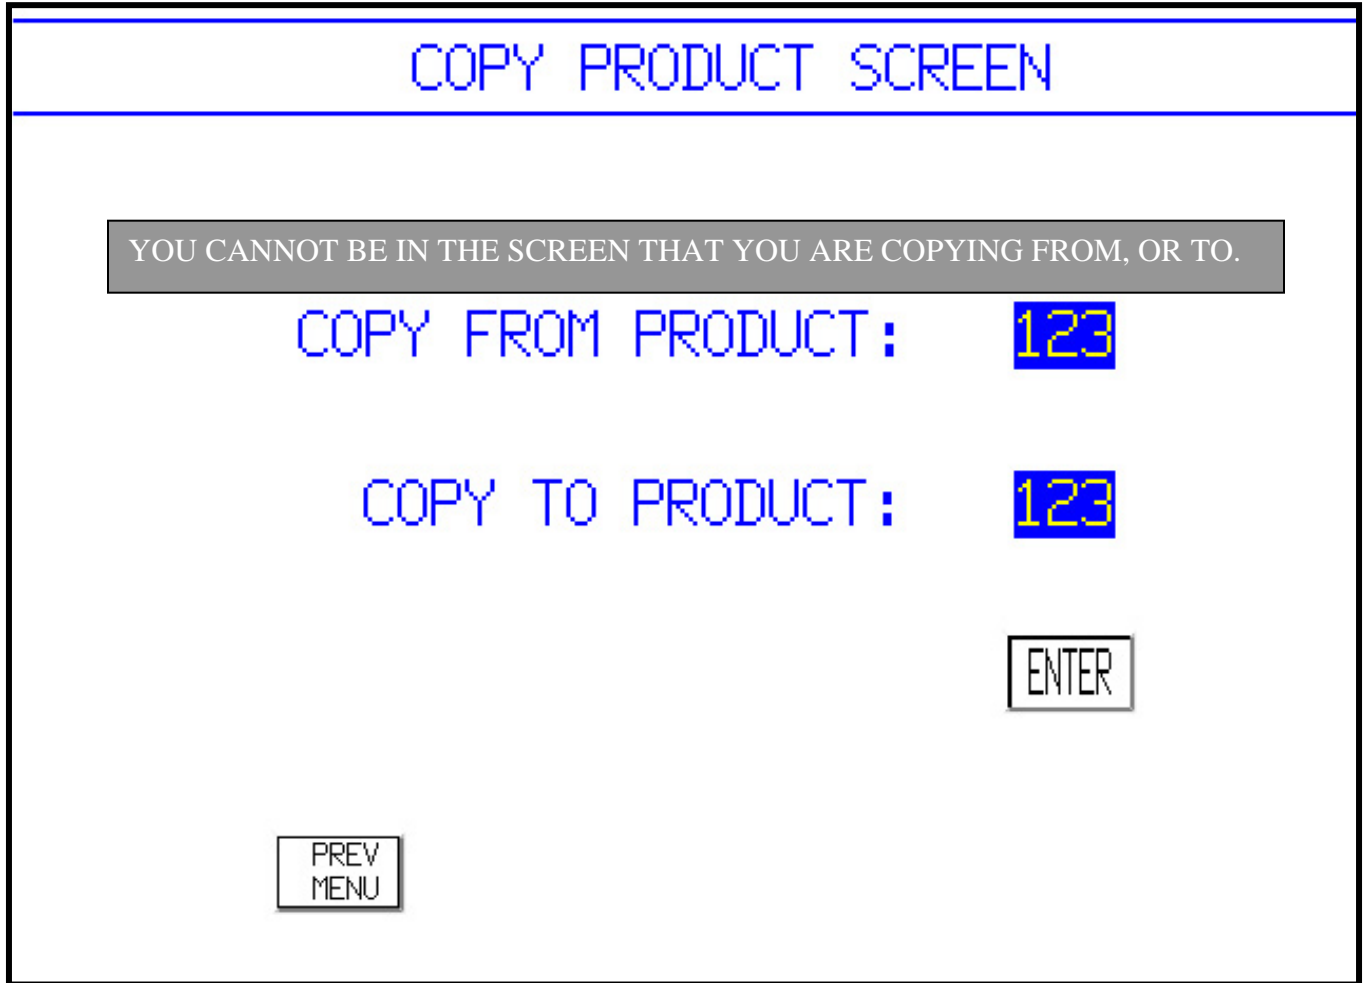 COPY PRODUCT SCREEN
YOU CANNOT BE IN THE SCREEN THAT YOU ARE COPYING FROM, OR TO.
COPY FROM PRODUCT: 123
COPY TO PRODUCT: 123
ENTER
PREV
MENU